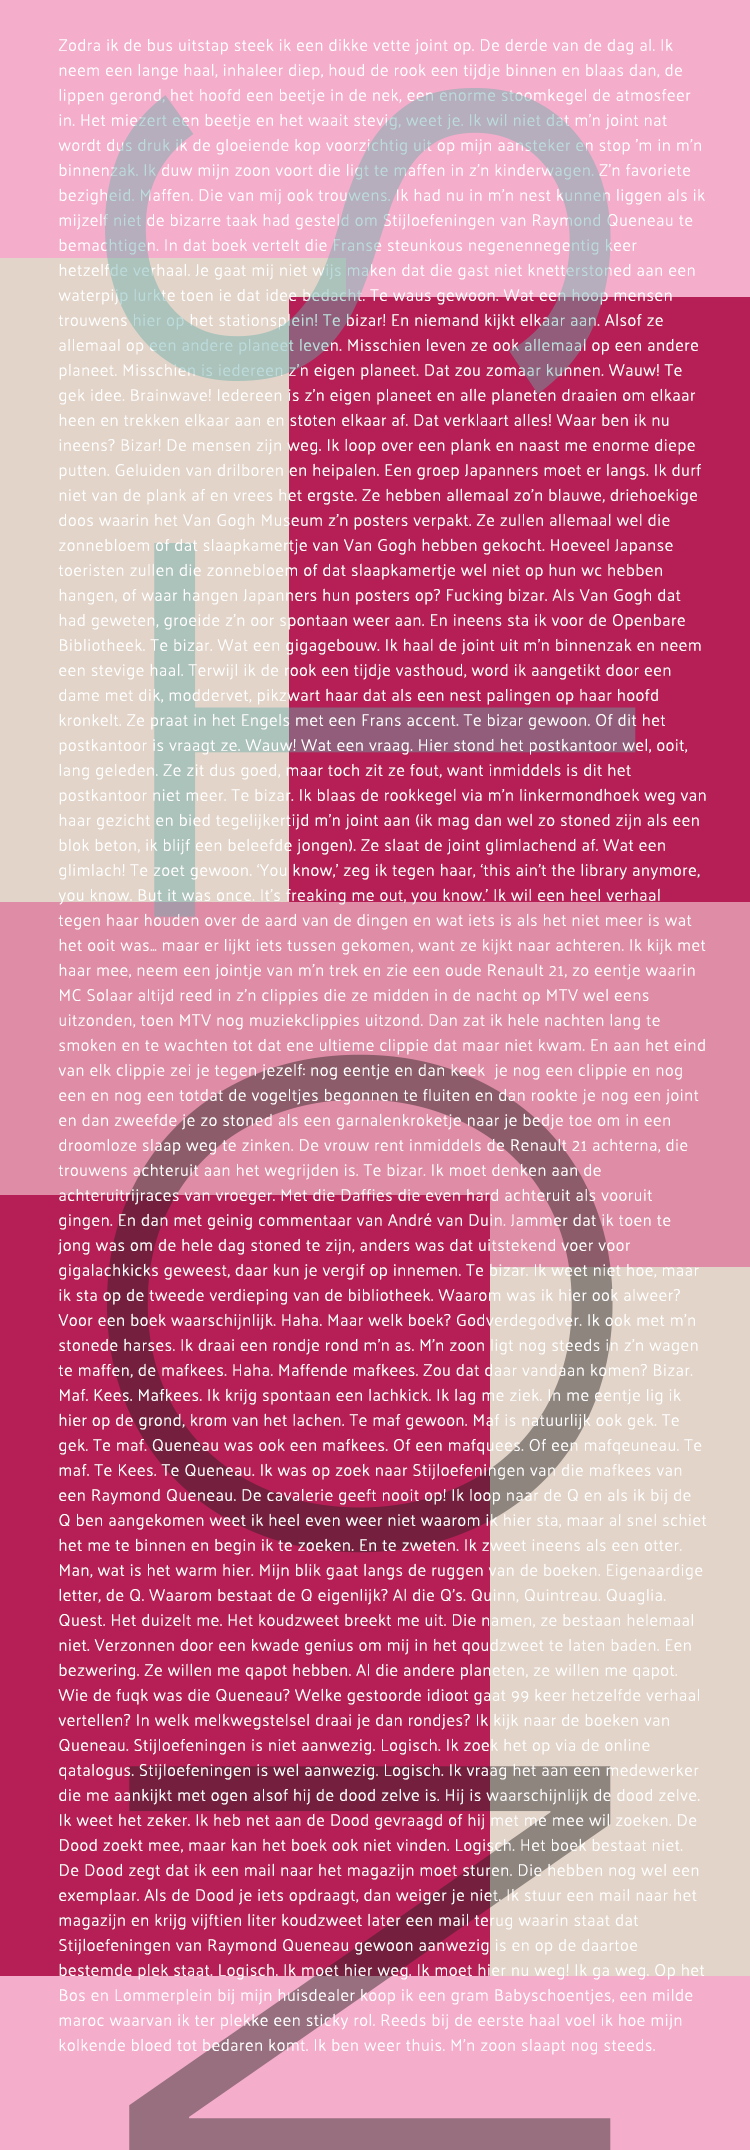 Zodra ik de bus uitstap steek ik een dikke vette joint op. De derde van de dag al. Ik
neem een lange haal, inhaleer diep, houd de rook een tijdje binnen en blaas dan, de
lippen gerond, het hoofd een beetje in de nek, een enorme stoomkegel de atmosfeer
in. Het miezert een beetje en het waait stevig, weet je. Ik wil niet dat m'n joint nat
wordt dus druk ik de gloeiende kop voorzichtig uit op mijn aansteker en stop 'm in m'n
binnenzak. Ik duw mijn zoon voort die ligt te maffen in z'n kinderwagen. Z'n favoriete
bezigheid. Maffen. Die van mij ook trouwens. Ik had nu in m'n nest kunnen liggen als ik
mijzelf niet de bizarre taak had gesteld om Stijloefeningen van Raymond Queneau te
bemachtigen. In dat boek vertelt die Franse steunkous negenennegentig keer
hetzelfde verhaal. Je gaat mij niet wijs maken dat die gast niet knetterstoned aan een
waterpijp lurkte toen ie dat idee bedacht. Te waus gewoon. Wat een hoop mensen
trouwens hier op het stationsplein! Te bizar! En niemand kijkt elkaar aan. Alsof ze
allemaal op een andere planeet leven. Misschien leven ze ook allemaal op een andere
planeet. Misschien is iedereen z'n eigen planeet. Dat zou zomaar kunnen. Wauw! Te
gek idee. Brainwave! Iedereen is z'n eigen planeet en alle planeten draaien om elkaar
heen en trekken elkaar aan en stoten elkaar af. Dat verklaart alles! Waar ben ik nu
ineens? Bizar! De mensen zijn weg. Ik loop over een plank en naast me enorme diepe
putten. Geluiden van drilboren en heipalen. Een groep Japanners moet er langs. Ik durf
niet van de plank af en vrees het ergste. Ze hebben allemaal zo'n blauwe, driehoekige
doos waarin het Van Gogh Museum z'n posters verpakt. Ze zullen allemaal wel die
zonnebloem of dat slaapkamertje van Van Gogh hebben gekocht. Hoeveel Japanse
toeristen zullen die zonnebloem of dat slaapkamertje wel niet op hun wc hebben
hangen, of waar hangen Japanners hun posters op? Fucking bizar. Als Van Gogh dat
had geweten, groeide z'n oor spontaan weer aan. En ineens sta ik voor de Openbare
Bibliotheek. Te bizar. Wat een gigagebouw. Ik haal de joint uit m'n binnenzak en neem
een stevige haal. Terwijl ik de rook een tijdje vasthoud, word ik aangetikt door een
dame met dik, moddervet, pikzwart haar dat als een nest palingen op haar hoofd
kronkelt. Ze praat in het Engels met een Frans accent. Te bizar gewoon. Of dit het
postkantoor is vraagt ze. Wauw! Wat een vraag. Hier stond het postkantoor wel, ooit,
lang geleden. Ze zit dus goed, maar toch zit ze fout, want inmiddels is dit het
postkantoor niet meer. Te bizar. Ik blaas de rookkegel via m'n linkermondhoek weg van
haar gezicht en bied tegelijkertijd m'n joint aan (ik mag dan wel zo stoned zijn als een
blok beton, ik blijf een beleefde jongen). Ze slaat de joint glimlachend af. Wat een
glimlach! Te zoet gewoon. 'You know,' zeg ik tegen haar, 'this ain't the library anymore,
you know. But it was once. It's freaking me out, you know.' Ik wil een heel verhaal
tegen haar houden over de aard van de dingen en wat iets is als het niet meer is wat
het ooit was… maar er lijkt iets tussen gekomen, want ze kijkt naar achteren. Ik kijk met
haar mee, neem een jointje van m'n trek en zie een oude Renault 21, zo eentje waarin
MC Solaar altijd reed in z'n clippies die ze midden in de nacht op MTV wel eens
uitzonden, toen MTV nog muziekclippies uitzond. Dan zat ik hele nachten lang te
smoken en te wachten tot dat ene ultieme clippie dat maar niet kwam. En aan het eind
van elk clippie zei je tegen jezelf: nog eentje en dan keek  je nog een clippie en nog
een en nog een totdat de vogeltjes begonnen te fluiten en dan rookte je nog een joint
en dan zweefde je zo stoned als een garnalenkroketje naar je bedje toe om in een
droomloze slaap weg te zinken. De vrouw rent inmiddels de Renault 21 achterna, die
trouwens achteruit aan het wegrijden is. Te bizar. Ik moet denken aan de
achteruitrijraces van vroeger. Met die Daffies die even hard achteruit als vooruit
gingen. En dan met geinig commentaar van André van Duin. Jammer dat ik toen te
jong was om de hele dag stoned te zijn, anders was dat uitstekend voer voor
gigalachkicks geweest, daar kun je vergif op innemen. Te bizar. Ik weet niet hoe, maar
ik sta op de tweede verdieping van de bibliotheek. Waarom was ik hier ook alweer?
Voor een boek waarschijnlijk. Haha. Maar welk boek? Godverdegodver. Ik ook met m'n
stonede harses. Ik draai een rondje rond m'n as. M'n zoon ligt nog steeds in z'n wagen
te maffen, de mafkees. Haha. Maffende mafkees. Zou dat daar vandaan komen? Bizar.
Maf. Kees. Mafkees. Ik krijg spontaan een lachkick. Ik lag me ziek. In me eentje lig ik
hier op de grond, krom van het lachen. Te maf gewoon. Maf is natuurlijk ook gek. Te
gek. Te maf. Queneau was ook een mafkees. Of een mafquees. Of een mafqeuneau. Te
maf. Te Kees. Te Queneau. Ik was op zoek naar Stijloefeningen van die mafkees van
een Raymond Queneau. De cavalerie geeft nooit op! Ik loop naar de Q en als ik bij de
Q ben aangekomen weet ik heel even weer niet waarom ik hier sta, maar al snel schiet
het me te binnen en begin ik te zoeken. En te zweten. Ik zweet ineens als een otter.
Man, wat is het warm hier. Mijn blik gaat langs de ruggen van de boeken. Eigenaardige
letter, de Q. Waarom bestaat de Q eigenlijk? Al die Q's. Quinn, Quintreau. Quaglia.
Quest. Het duizelt me. Het koudzweet breekt me uit. Die namen, ze bestaan helemaal
niet. Verzonnen door een kwade genius om mij in het qoudzweet te laten baden. Een
bezwering. Ze willen me qapot hebben. Al die andere planeten, ze willen me qapot.
Wie de fuqk was die Queneau? Welke gestoorde idioot gaat 99 keer hetzelfde verhaal
vertellen? In welk melkwegstelsel draai je dan rondjes? Ik kijk naar de boeken van
Queneau. Stijloefeningen is niet aanwezig. Logisch. Ik zoek het op via de online
qatalogus. Stijloefeningen is wel aanwezig. Logisch. Ik vraag het aan een medewerker
die me aankijkt met ogen alsof hij de dood zelve is. Hij is waarschijnlijk de dood zelve.
Ik weet het zeker. Ik heb net aan de Dood gevraagd of hij met me mee wil zoeken. De
Dood zoekt mee, maar kan het boek ook niet vinden. Logisch. Het boek bestaat niet.
De Dood zegt dat ik een mail naar het magazijn moet sturen. Die hebben nog wel een
exemplaar. Als de Dood je iets opdraagt, dan weiger je niet. Ik stuur een mail naar het
magazijn en krijg vijftien liter koudzweet later een mail terug waarin staat dat
Stijloefeningen van Raymond Queneau gewoon aanwezig is en op de daartoe
bestemde plek staat. Logisch. Ik moet hier weg. Ik moet hier nu weg! Ik ga weg. Op het
Bos en Lommerplein bij mijn huisdealer koop ik een gram Babyschoentjes, een milde
maroc waarvan ik ter plekke een sticky rol. Reeds bij de eerste haal voel ik hoe mijn
kolkende bloed tot bedaren komt. Ik ben weer thuis. M'n zoon slaapt nog steeds.